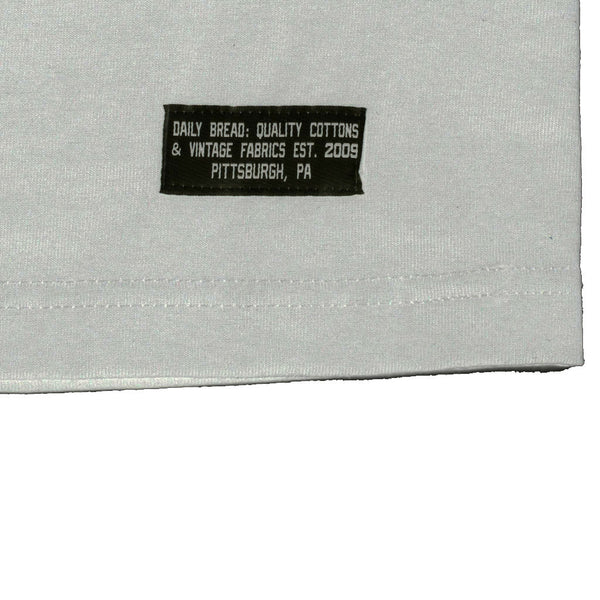 DAILY BREAD: QUALITY COTTONS
& VINTAGE FABRICS EST. 2009
PITTSBURGH, PA